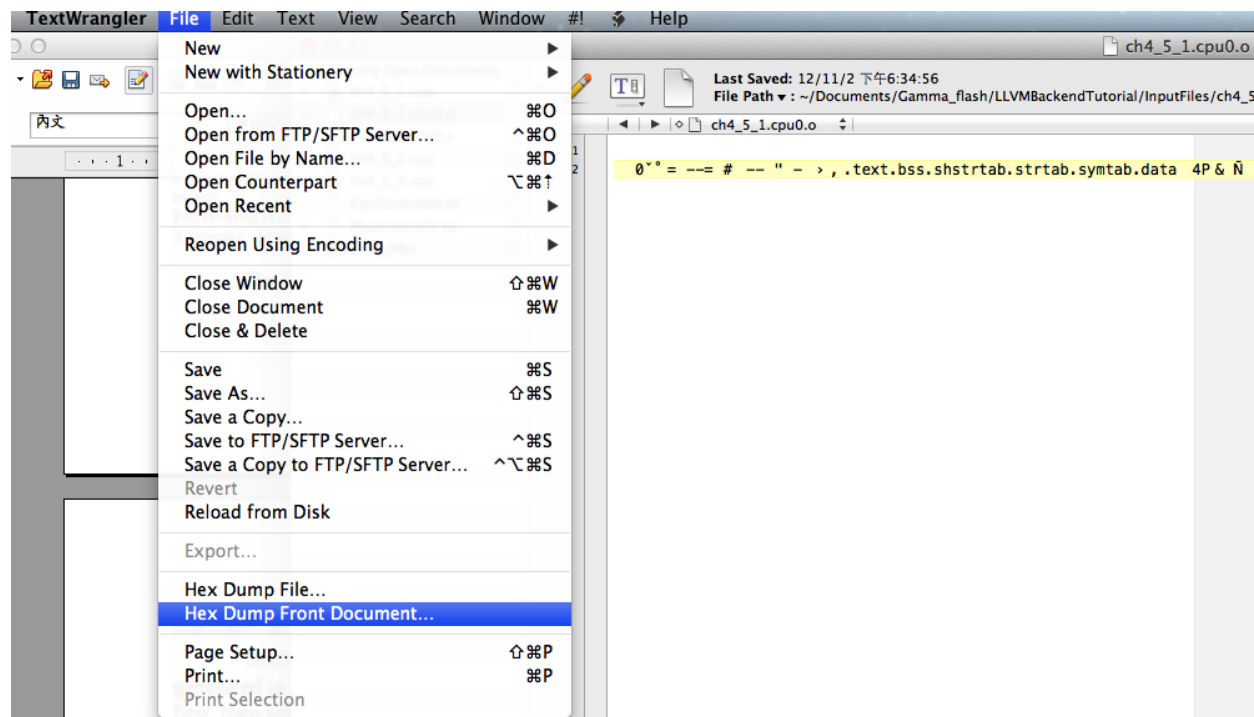 TextWrangler File Edit Text View Search Window #! Help
ch4_5_1.cpu0.o
Last Saved: 12/11/2 下午6:34:56
File Path ▾ : ~/Documents/Gamma_flash/LLVMBackendTutorial/InputFiles/ch4_5
內文
ch4_5_1.cpu0.o
1
1
2
0ˇ° = --= # -- " - › , .text.bss.shstrtab.strtab.symtab.data 4P & Ñ
New ▶
New with Stationery ▶
Open... ⌘O
Open from FTP/SFTP Server... ^⌘O
Open File by Name... ⌘D
Open Counterpart ⌥⌘↑
Open Recent ▶
Reopen Using Encoding ▶
Close Window ⇧⌘W
Close Document ⌘W
Close & Delete
Save ⌘S
Save As... ⇧⌘S
Save a Copy...
Save to FTP/SFTP Server... ^⌘S
Save a Copy to FTP/SFTP Server... ^⌥⌘S
Revert
Reload from Disk
Export...
Hex Dump File...
Hex Dump Front Document...
Page Setup... ⇧⌘P
Print... ⌘P
Print Selection